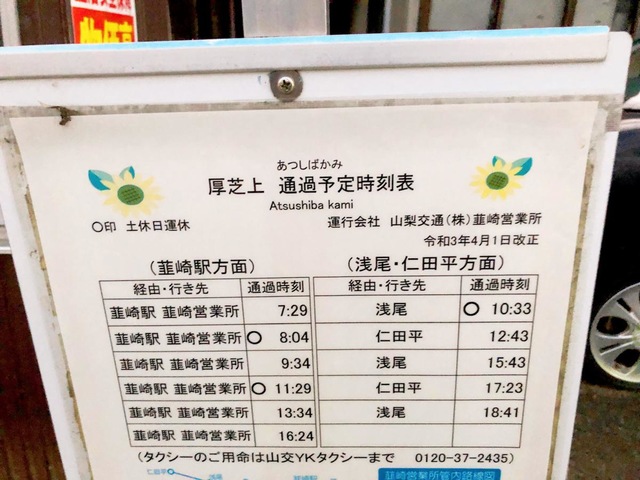 あつしばかみ
厚芝上 通過予定時刻表
Atsushiba kami
〇印 土休日運休
運行会社 山梨交通(株)韮崎営業所
令和3年4月1日改正
(韮崎駅方面)
経由・行き先 通過時刻
韮崎駅 韮崎営業所 7:29
韮崎駅 韮崎営業所 〇 8:04
韮崎駅 韮崎営業所 9:34
韮崎駅 韮崎営業所 〇 11:29
韮崎駅 韮崎営業所 13:34
韮崎駅 韮崎営業所 16:24
(浅尾・仁田平方面)
経由・行き先 通過時刻
浅尾 〇 10:33
仁田平 12:43
浅尾 15:43
仁田平 17:23
浅尾 18:41
(タクシーのご用命は山交YKタクシーまで 0120-37-2435)
仁田平
韮崎営業所管内路線図